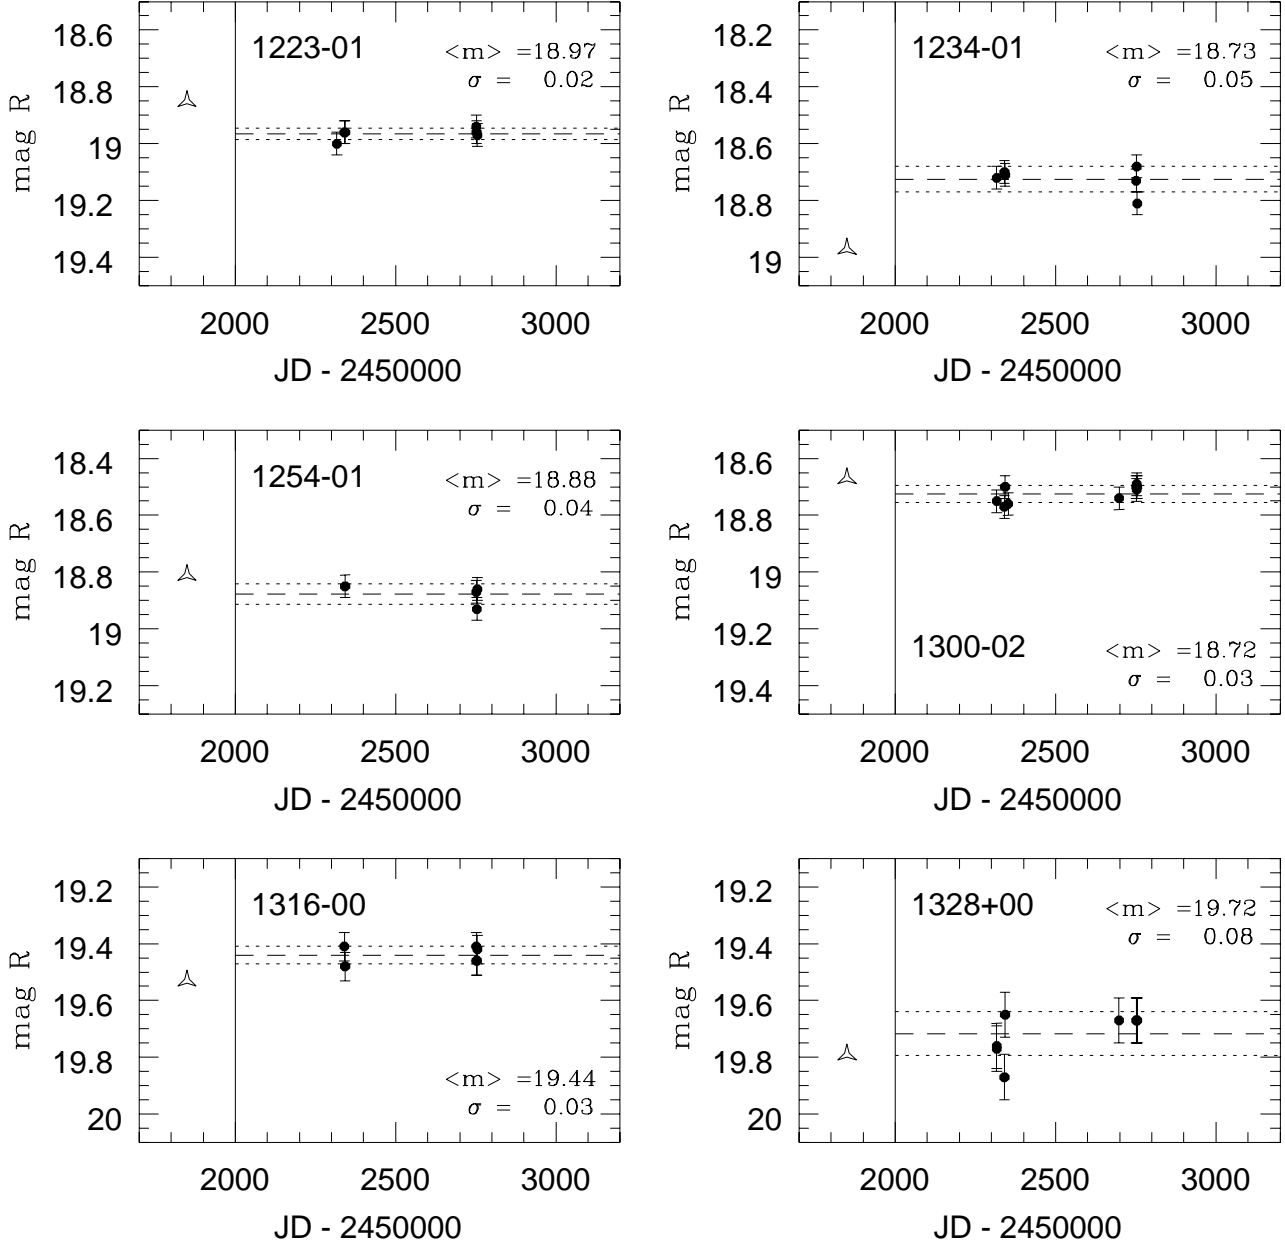 1223-01
<m> =18.97
σ = 0.02
18.6
18.8
19
19.2
19.4
mag R
2000 2500 3000
JD - 2450000
1234-01
<m> =18.73
σ = 0.05
18.2
18.4
18.6
18.8
19
mag R
2000 2500 3000
JD - 2450000
1254-01
<m> =18.88
σ = 0.04
18.4
18.6
18.8
19
19.2
mag R
2000 2500 3000
JD - 2450000
18.6
18.8
19
19.2
19.4
mag R
1300-02
<m> =18.72
σ = 0.03
2000 2500 3000
JD - 2450000
1316-00
19.2
19.4
19.6
19.8
20
mag R
<m> =19.44
σ = 0.03
2000 2500 3000
JD - 2450000
1328+00
<m> =19.72
σ = 0.08
19.2
19.4
19.6
19.8
20
mag R
2000 2500 3000
JD - 2450000